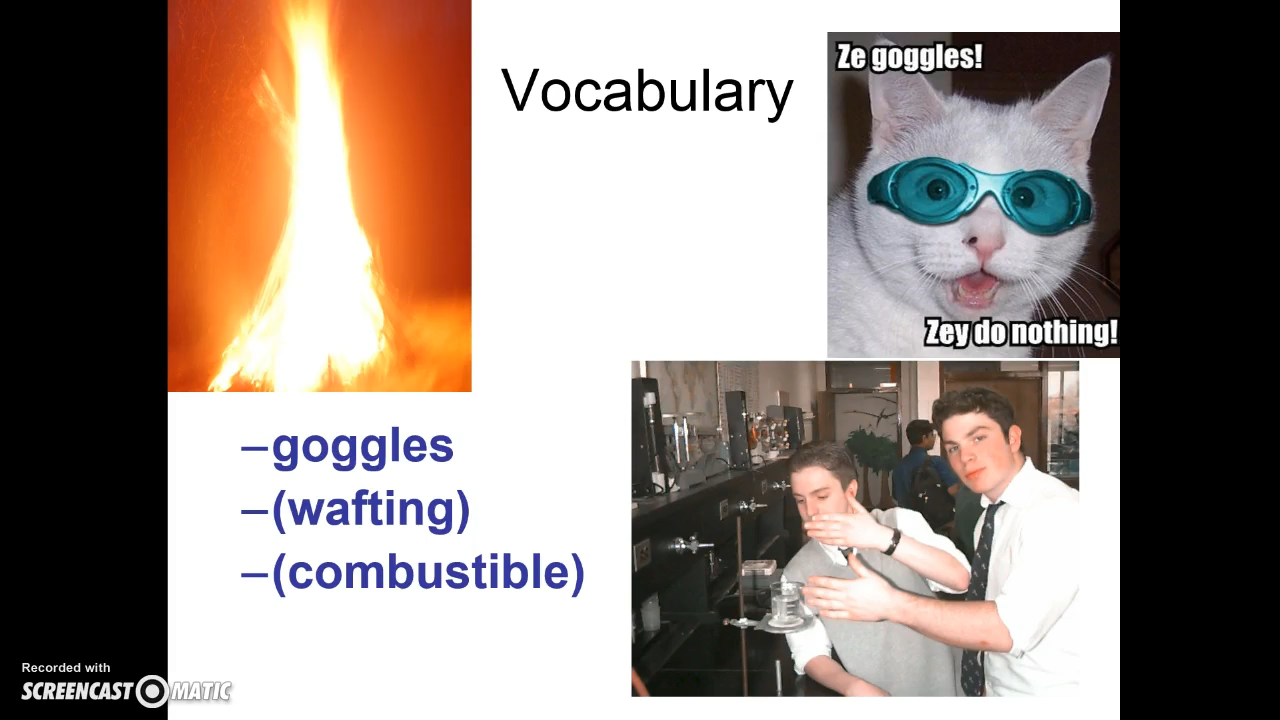 Vocabulary
Ze goggles!
Zey do nothing!
–goggles
–(wafting)
–(combustible)
Recorded with
SCREENCAST MATIC